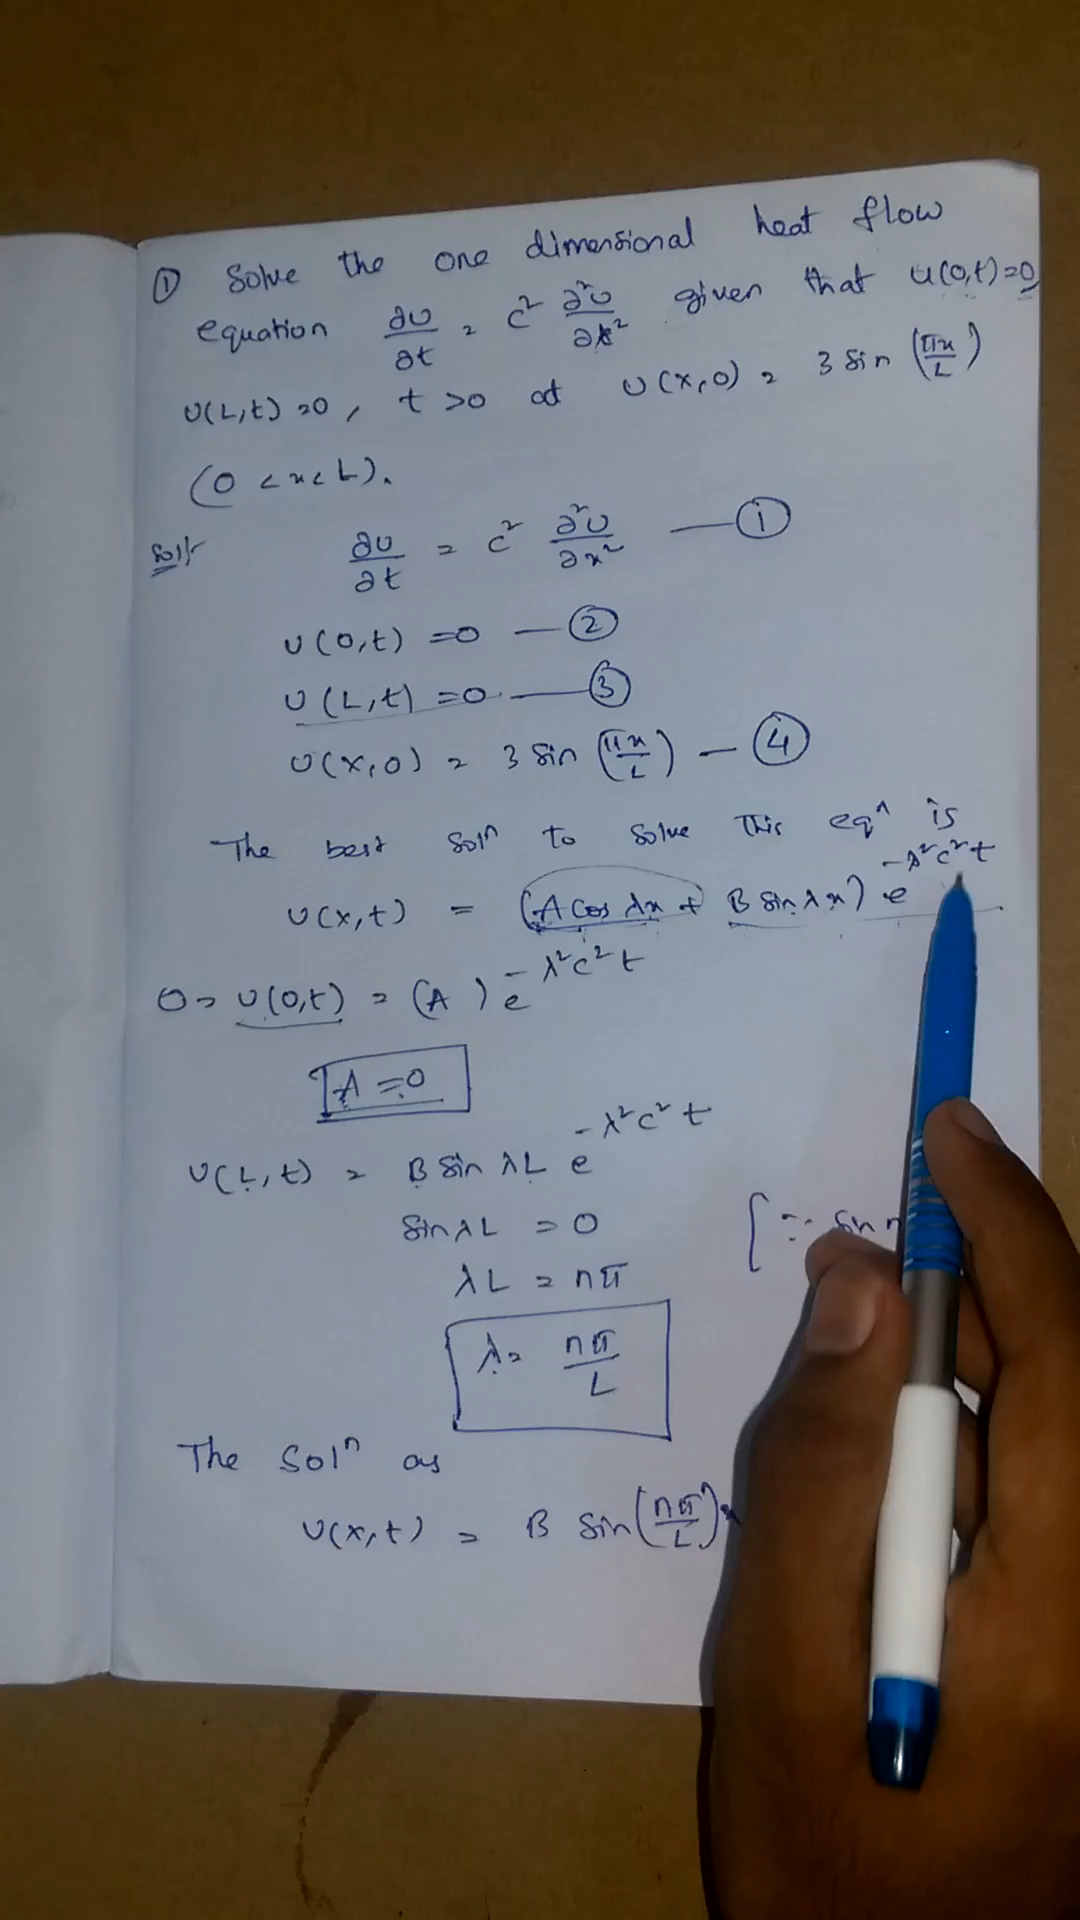 ① Solve the one dimensional heat flow
equation ∂u/∂t = c² ∂²u/∂x² given that u(0,t)=0
u(L,t)=0, t>0 at u(x,0) = 3 sin (πx/L)
(0<x<L).
Sol:-
∂u/∂t = c² ∂²u/∂x² — ①
u(0,t) =0 — ②
u(L,t) =0 — ③
u(x,0) = 3 sin (πx/L) — ④
The best solⁿ to solve this eqⁿ is
u(x,t) = (A cos λx + B sin λx) e^-λ²c²t
0= u(0,t) = (A) e^-λ²c²t
A=0
u(L,t) = B sin λL e^-λ²c²t
sin λL = 0 [∵ sin n
λL = nπ
λ= nπ/L
The Solⁿ as
u(x,t) = B sin(nπ/L)x